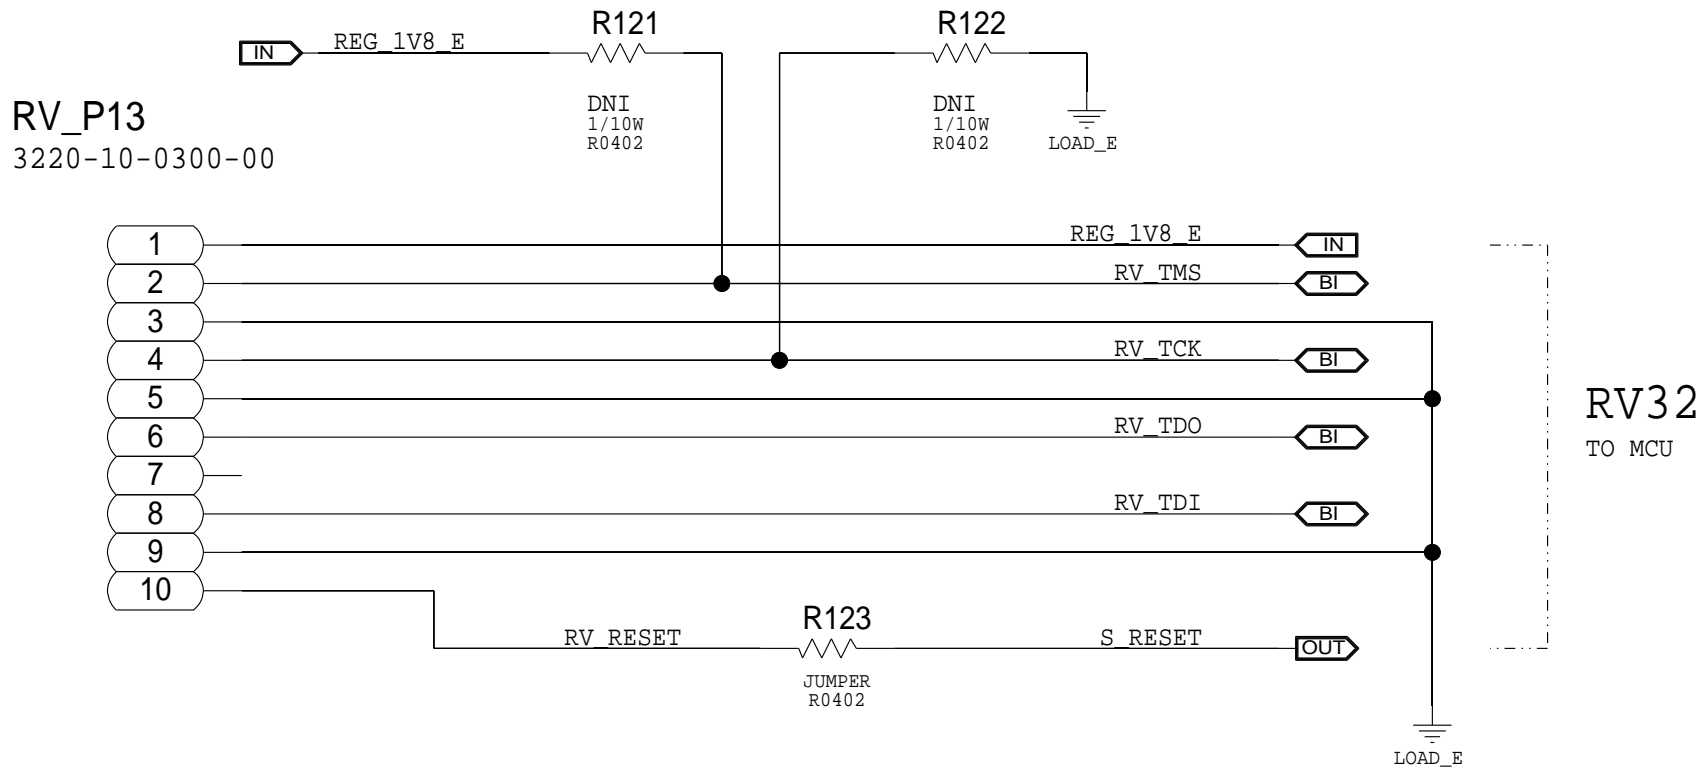 R121
R122
IN
REG_1V8_E
RV_P13
3220-10-0300-00
DNI
1/10W
R0402
DNI
1/10W
R0402
LOAD_E
1
REG_1V8_E
IN
2
RV_TMS
BI
3
4
RV_TCK
BI
5
RV32
TO MCU
6
RV_TDO
BI
7
8
RV_TDI
BI
9
10
R123
RV_RESET
S_RESET
OUT
JUMPER
R0402
LOAD_E